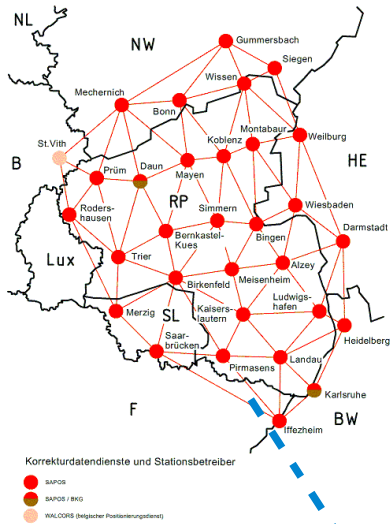 NL
NW
Gummersbach
Siegen
Wissen
Mechernich
Bonn
Montabaur
Weilburg
Koblenz
St.Vith
B
HE
Prüm
Daun
Mayen
RP
Roders-
hausen
Simmern
Wiesbaden
Darmstadt
Bernkastel-
Kues
Bingen
Lux
Trier
Alzey
Meisenheim
Birkenfeld
Merzig
SL
Kaisers-
lautern
Ludwigs-
hafen
Saar-
brücken
Heidelberg
Pirmasens
Landau
Karlsruhe
F
BW
Iffezheim
Korrekturdatendienste und Stationsbetreiber
SAPOS
SAPOS / BKG
WALCORS (belgischer Positionierungsdienst)